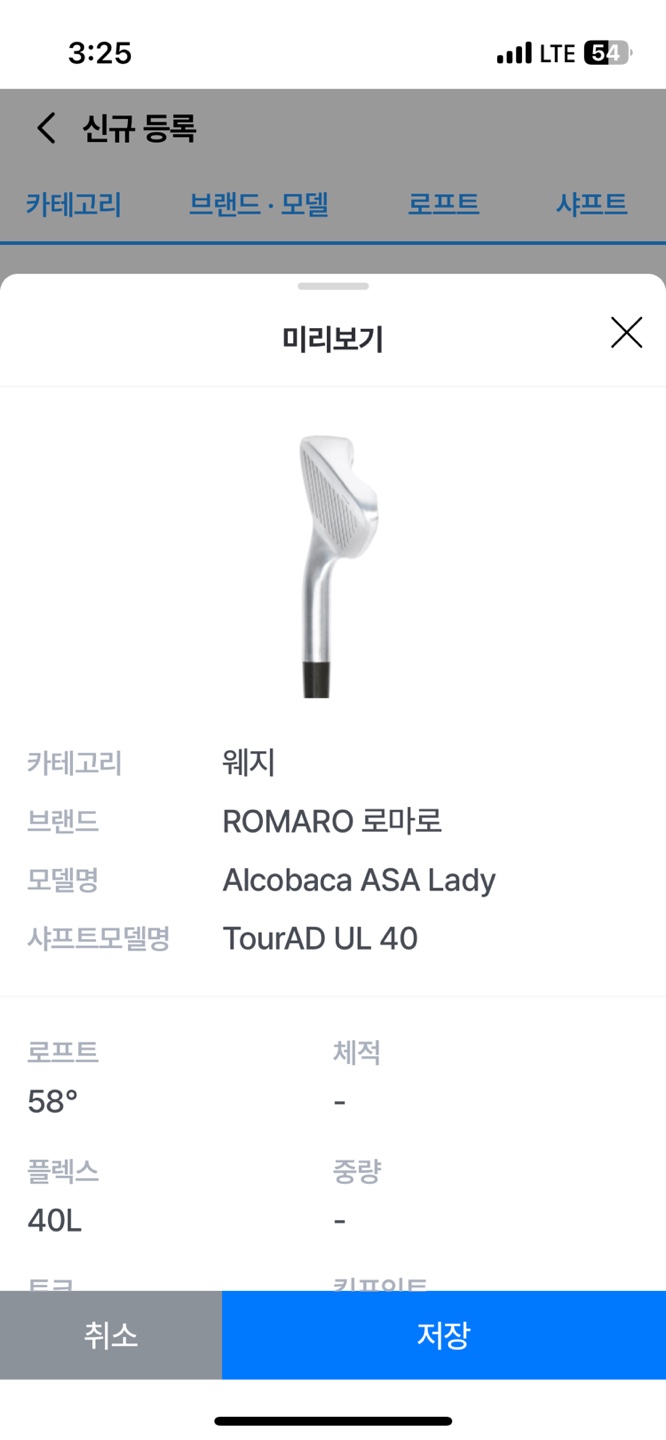 3:25
LTE 54
신규 등록
카테고리 브랜드 · 모델 로프트 샤프트
미리보기
카테고리 웨지
브랜드 ROMARO 로마로
모델명 Alcobaca ASA Lady
샤프트모델명 TourAD UL 40
로프트 체적
58° -
플렉스 중량
40L -
취소 저장